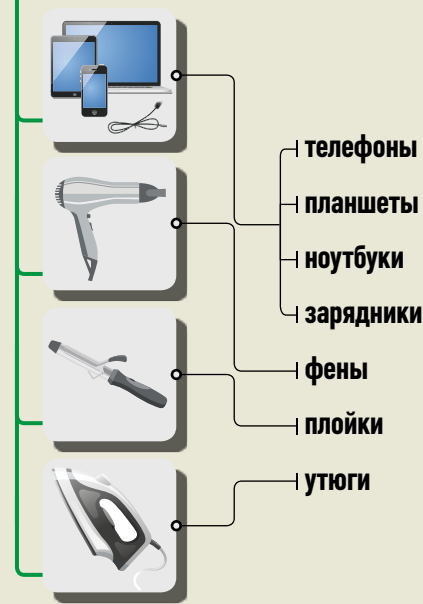 телефоны
планшеты
ноутбуки
зарядники
фены
плойки
утюги